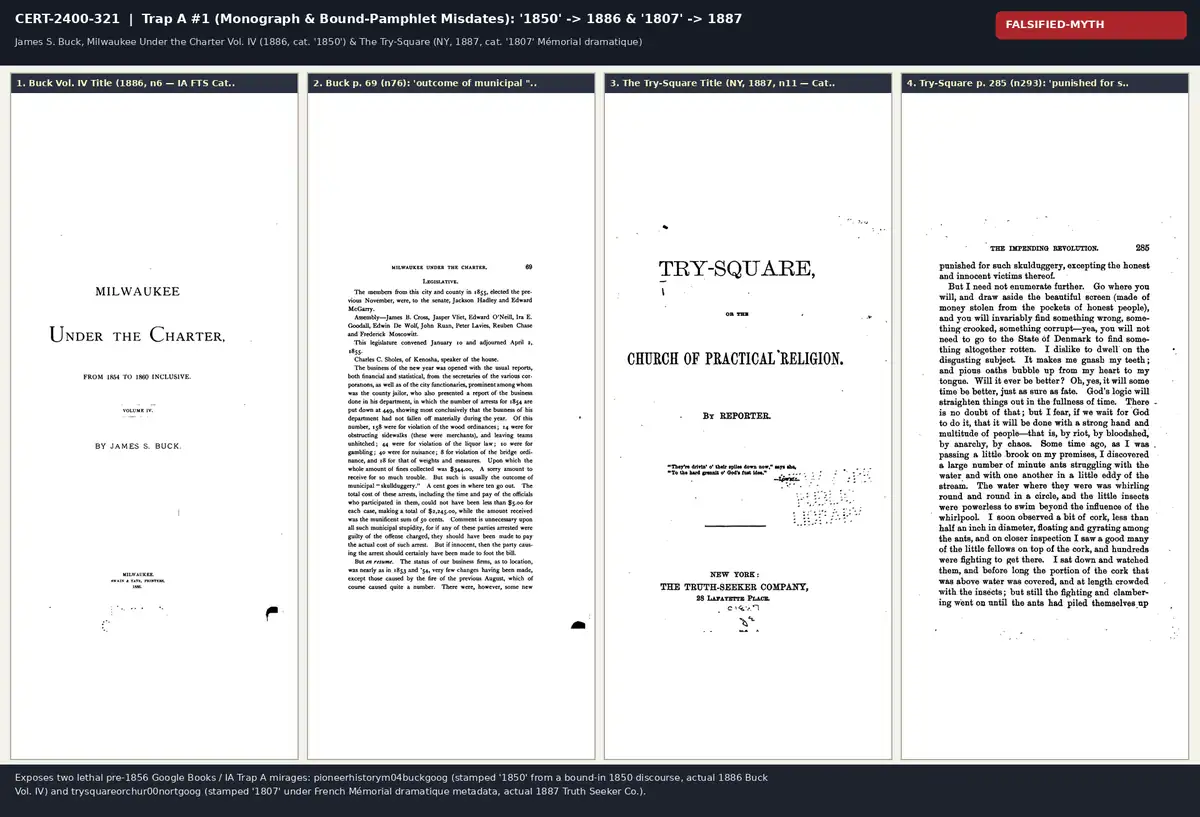 CERT-2400-321 | Trap A #1 (Monograph & Bound-Pamphlet Misdates): '1850' -> 1886 & '1807' -> 1887
FALSIFIED-MYTH
James S. Buck, Milwaukee Under the Charter Vol. IV (1886, cat. '1850') & The Try-Square (NY, 1887, cat. '1807' Mémorial dramatique)
1. Buck Vol. IV Title (1886, n6 — IA FTS Cat..
MILWAUKEE
UNDER THE CHARTER,
FROM 1854 TO 1860 INCLUSIVE.
VOLUME IV.
BY JAMES S. BUCK.
MILWAUKEE.
SWAIN & TATE, PRINTERS,
1886.
2. Buck p. 69 (n76): 'outcome of municipal "..
MILWAUKEE UNDER THE CHARTER. 69
LEGISLATIVE.
The members from this city and county in 1855, elected the pre-
vious November, were, to the senate, Jackson Hadley and Edward
McGarry.
Assembly—James B. Cross, Jasper Vliet, Edward O'Neill, Ira E.
Goodall, Edwin De Wolf, John Ruan, Peter Lavies, Reuben Chase
and Frederick Moscowitt.
This legislature convened January 10 and adjourned April 2,
1855.
Charles C. Sholes, of Kenosha, speaker of the house.
The business of the new year was opened with the usual reports,
both financial and statistical, from the secretaries of the various cor-
porations, as well as of the city functionaries, prominent among whom
was the county jailor, who also presented a report of the business
done in his department, in which the number of arrests for 1854 are
put down at 449, showing most conclusively that the business of his
department had not fallen off materially during the year. Of this
number, 158 were for violation of the wood ordinances; 14 were for
obstructing sidewalks (these were merchants), and leaving teams
unhitched; 44 were for violation of the liquor law; 10 were for
gambling; 40 were for nuisance; 8 for violation of the bridge ordi-
nance, and 18 for that of weights and measures. Upon which the
whole amount of fines collected was $344.00. A sorry amount to
receive for so much trouble. But such is usually the outcome of
municipal "skullduggery." A cent goes in where ten go out. The
total cost of these arrests, including the time and pay of the officials
who participated in them, could not have been less than $5.00 for
each case, making a total of $2,245.00, while the amount received
was the munificent sum of 50 cents. Comment is unnecessary upon
all such municipal stupidity, for if any of these parties arrested were
guilty of the offense charged, they should have been made to pay
the actual cost of such arrest. But if innocent, then the party caus-
ing the arrest should certainly have been made to foot the bill.
But en resume. The status of our business firms, as to location,
was nearly as in 1853 and '54, very few changes having been made,
except those caused by the fire of the previous August, which of
course caused quite a number. There were, however, some new
3. The Try-Square Title (NY, 1887, n11 — Cat..
TRY-SQUARE,
OR THE
CHURCH OF PRACTICAL RELIGION.
BY REPORTER.
"They're drivin' o' their spiles down now," says she,
"To the hard grennit o' God's fust idee."
—Lowell.
NEW YORK
PUBLIC
LIBRARY
NEW YORK:
THE TRUTH-SEEKER COMPANY,
28 LAFAYETTE PLACE.
4. Try-Square p. 285 (n293): 'punished for s..
THE IMPENDING REVOLUTION. 285
punished for such skulduggery, excepting the honest
and innocent victims thereof.
But I need not enumerate further. Go where you
will, and draw aside the beautiful screen (made of
money stolen from the pockets of honest people),
and you will invariably find something wrong, some-
thing crooked, something corrupt—yea, you will not
need to go to the State of Denmark to find some-
thing altogether rotten. I dislike to dwell on the
disgusting subject. It makes me gnash my teeth;
and pious oaths bubble up from my heart to my
tongue. Will it ever be better? Oh, yes, it will some
time be better, just as sure as fate. God's logic will
straighten things out in the fullness of time. There
is no doubt of that; but I fear, if we wait for God
to do it, that it will be done with a strong hand and
multitude of people—that is, by riot, by bloodshed,
by anarchy, by chaos. Some time ago, as I was
passing a little brook on my premises, I discovered
a large number of minute ants struggling with the
water and with one another in a little eddy of the
stream. The water where they were was whirling
round and round in a circle, and the little insects
were powerless to swim beyond the influence of the
whirlpool. I soon observed a bit of cork, less than
half an inch in diameter, floating and gyrating among
the ants, and on closer inspection I saw a good many
of the little fellows on top of the cork, and hundreds
were fighting to get there. I sat down and watched
them, and before long the portion of the cork that
was above water was covered, and at length crowded
with the insects; but still the fighting and clamber-
ing went on until the ants had piled themselves up
Exposes two lethal pre-1856 Google Books / IA Trap A mirages: pioneerhistorym04buckgoog (stamped '1850' from a bound-in 1850 discourse, actual 1886 Buck
Vol. IV) and trysquareorchur00nortgoog (stamped '1807' under French Mémorial dramatique metadata, actual 1887 Truth Seeker Co.).